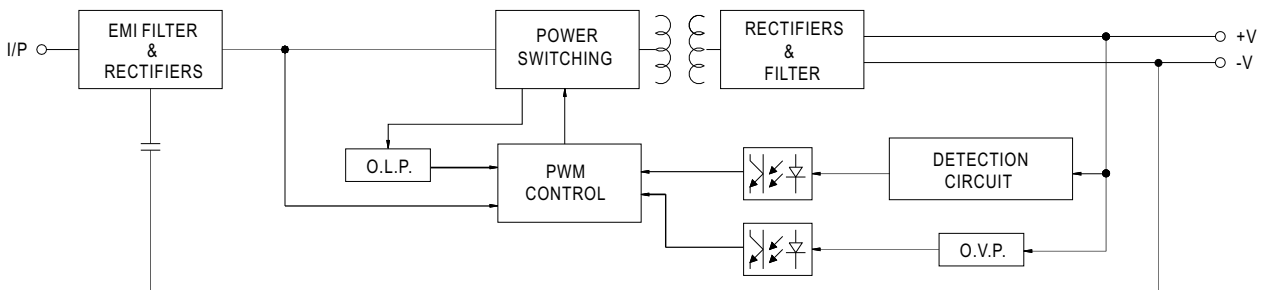 I/P
EMI FILTER
&
RECTIFIERS
POWER
SWITCHING
RECTIFIERS
&
FILTER
+V
-V
O.L.P.
PWM
CONTROL
DETECTION
CIRCUIT
O.V.P.